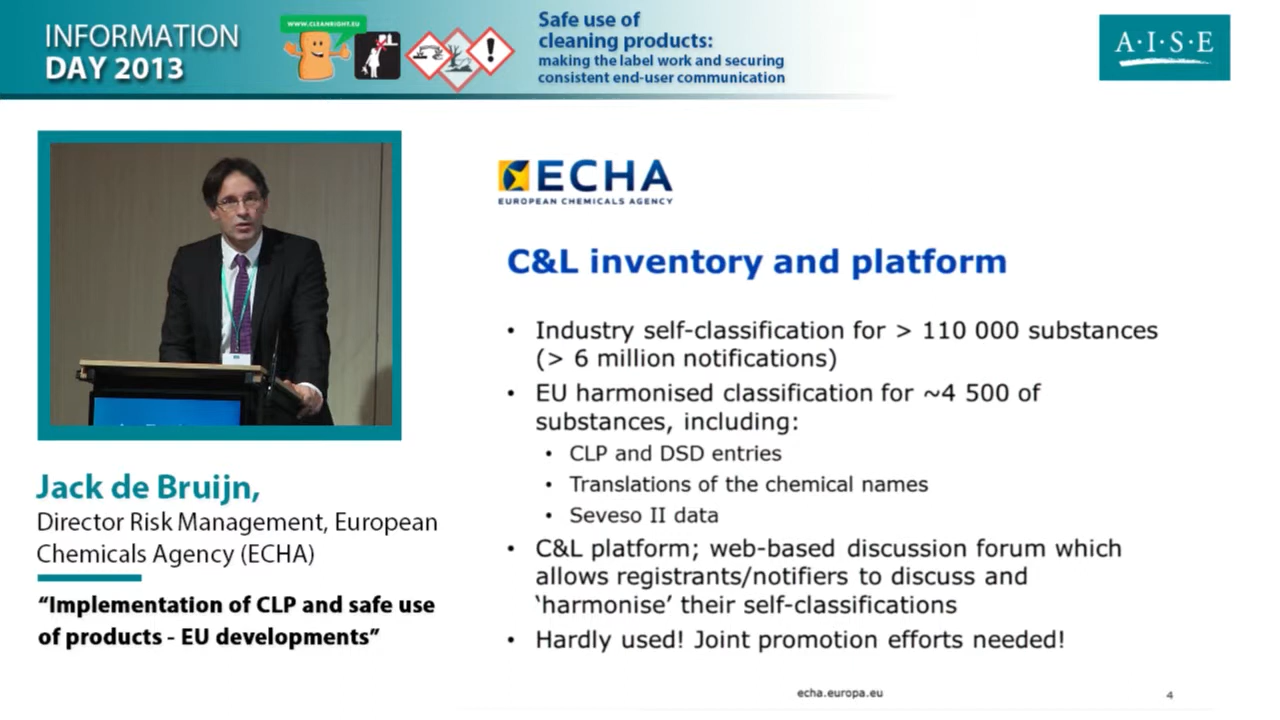 INFORMATION
DAY 2013
WWW.CLEANRIGHT.EU
Safe use of
cleaning products:
making the label work and securing
consistent end-user communication
A·I·S·E
ECHA
EUROPEAN CHEMICALS AGENCY
C&L inventory and platform
• Industry self-classification for > 110 000 substances
(> 6 million notifications)
• EU harmonised classification for ~4 500 of
substances, including:
• CLP and DSD entries
• Translations of the chemical names
• Seveso II data
• C&L platform; web-based discussion forum which
allows registrants/notifiers to discuss and
‘harmonise’ their self-classifications
• Hardly used! Joint promotion efforts needed!
echa.europa.eu
4
Jack de Bruijn,
Director Risk Management, European
Chemicals Agency (ECHA)
“Implementation of CLP and safe use
of products - EU developments”